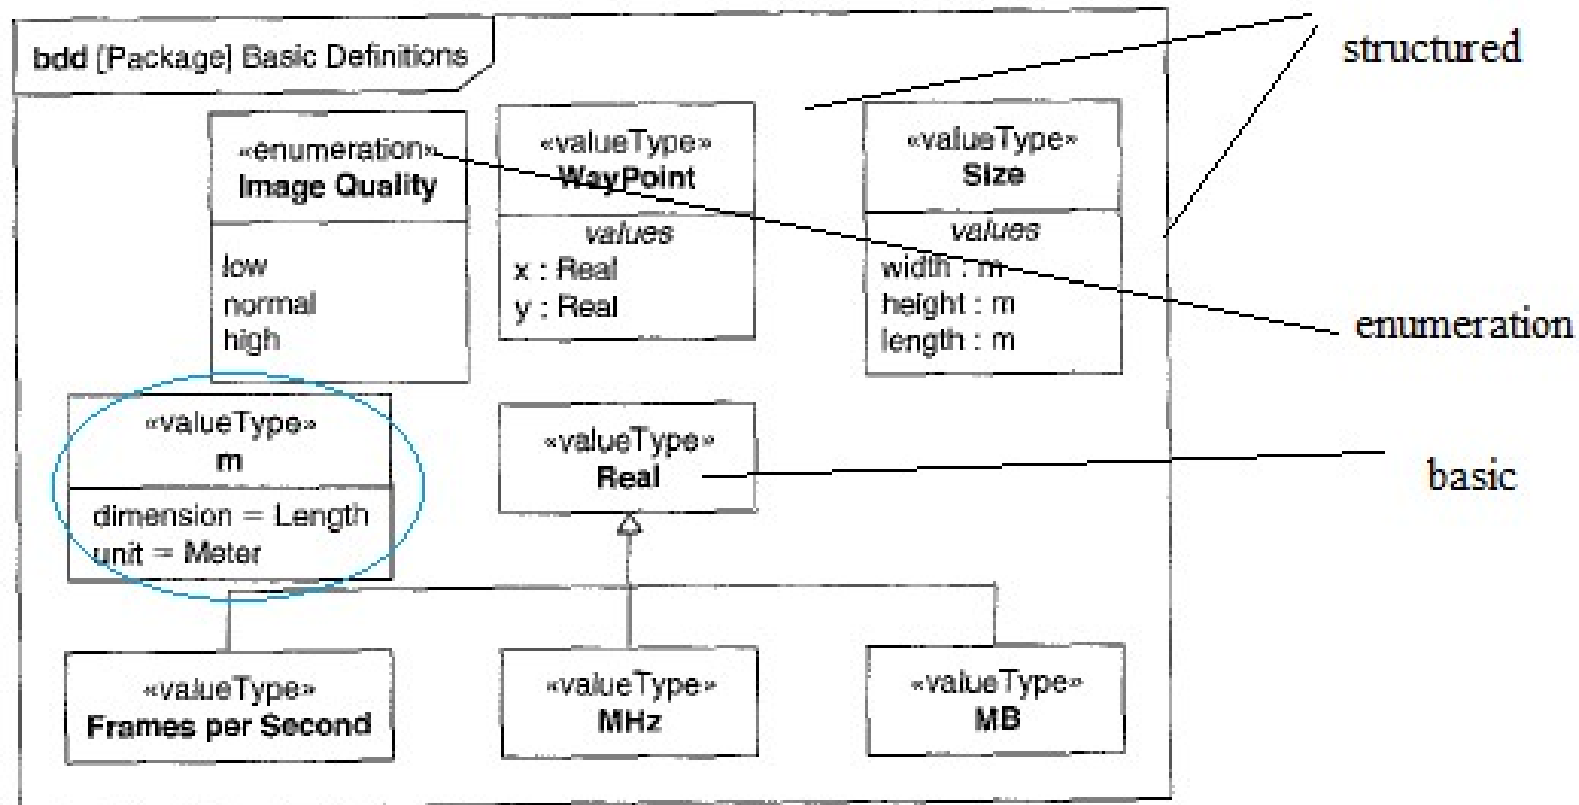 bdd [Package] Basic Definitions
structured
«enumeration»
Image Quality
low
normal
high
«valueType»
WayPoint
values
x : Real
y : Real
«valueType»
Size
values
width : m
height : m
length : m
enumeration
«valueType»
m
dimension = Length
unit = Meter
«valueType»
Real
basic
«valueType»
Frames per Second
«valueType»
MHz
«valueType»
MB